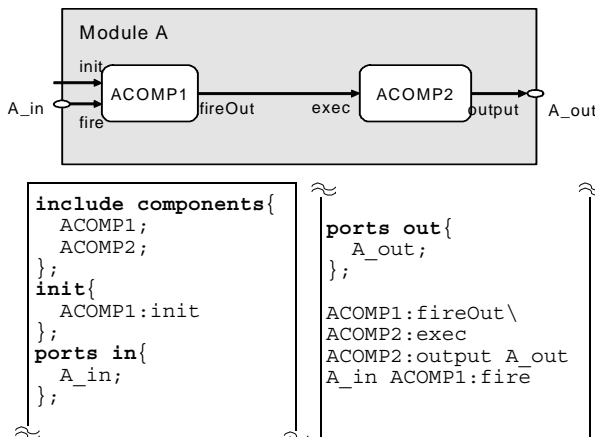 Module A
init
A_in
ACOMP1
fireOut
exec
ACOMP2
output
A_out
fire
include components{
ACOMP1;
ACOMP2;
};
init{
ACOMP1:init
};
ports in{
A_in;
};
ports out{
A_out;
};
ACOMP1:fireOut\
ACOMP2:exec
ACOMP2:output A_out
A_in ACOMP1:fire